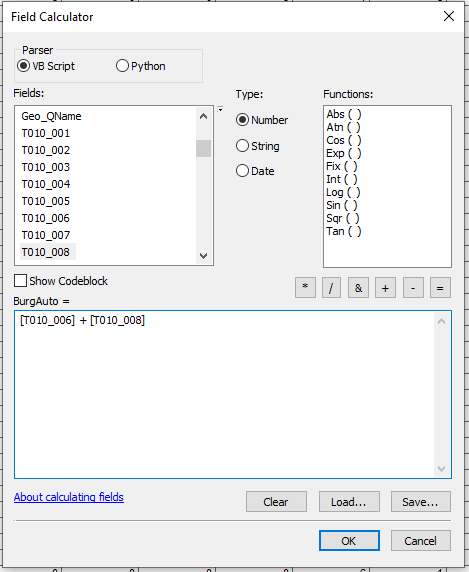 Field Calculator
Parser
VB Script Python
Fields: Type: Functions:
Geo_QName
T010_001
T010_002
T010_003
T010_004
T010_005
T010_006
T010_007
T010_008
Number
String
Date
Abs ( )
Atn ( )
Cos ( )
Exp ( )
Fix ( )
Int ( )
Log ( )
Sin ( )
Sqr ( )
Tan ( )
Show Codeblock
* / & + - =
BurgAuto =
[T010_006] + [T010_008]
About calculating fields
Clear Load... Save...
OK Cancel